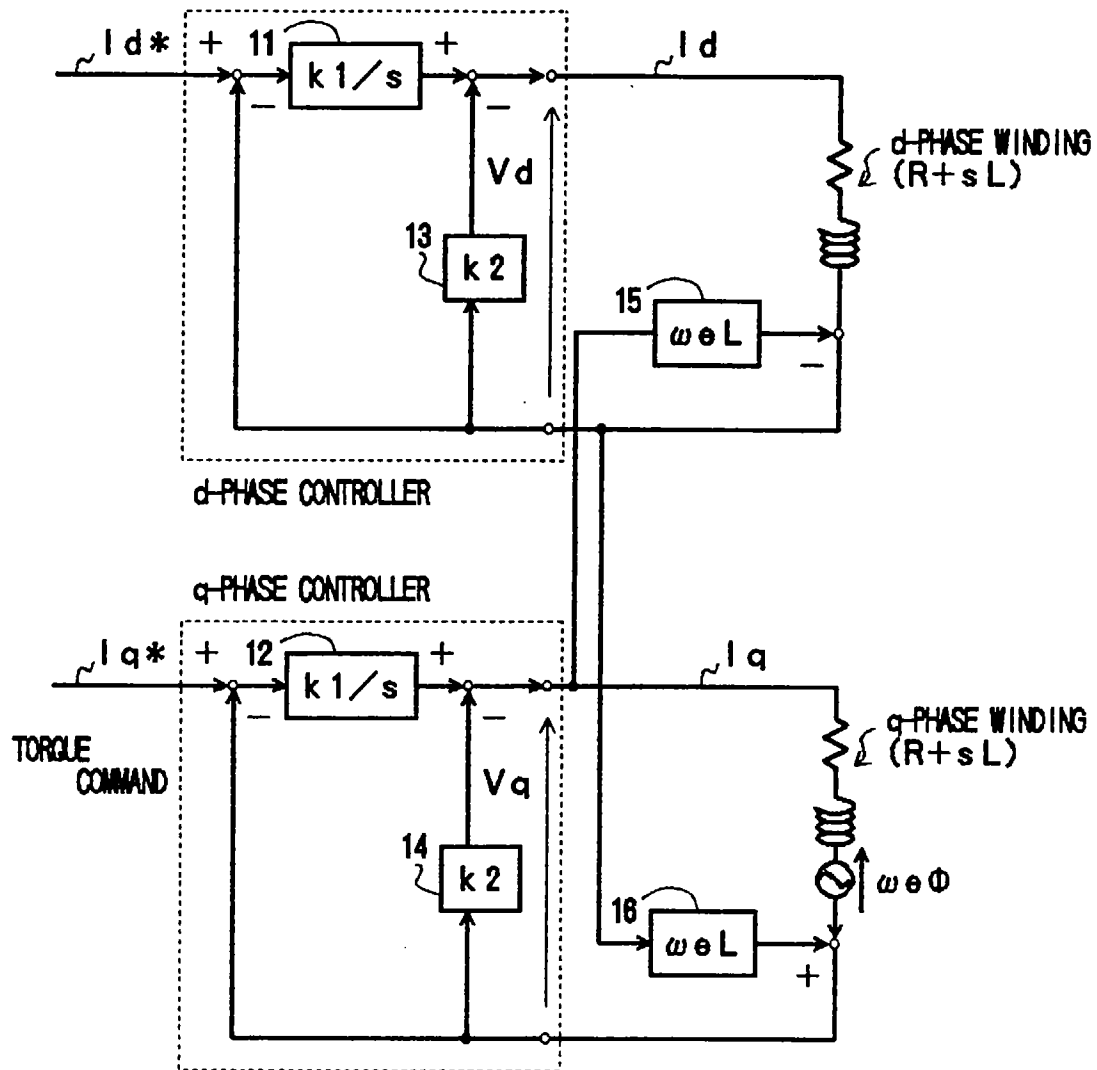 Id* + 11 + Id
k1/s
− −
d-PHASE WINDING
(R+sL)
Vd
13
k2
15
ωeL
−
d-PHASE CONTROLLER
q-PHASE CONTROLLER
Iq* + 12 + Iq
k1/s
− −
q-PHASE WINDING
(R+sL)
TORQUE
COMMAND
Vq
14
k2
ωeΦ
16
ωeL
+